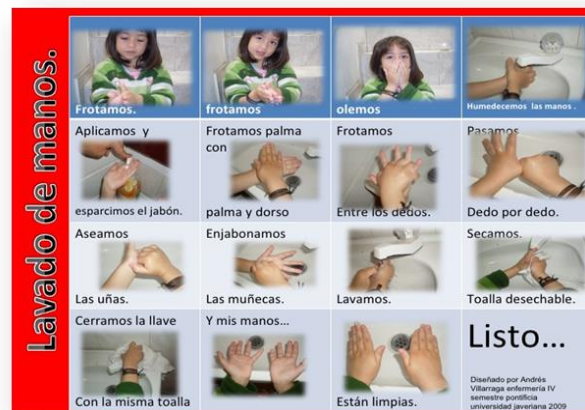 Lavado de manos.
Frotamos.
frotamos
olemos
Humedecemos las manos .
Aplicamos y
esparcimos el jabón.
Frotamos palma
con
palma y dorso
Frotamos
Entre los dedos.
Pasamos
Dedo por dedo.
Aseamos
Las uñas.
Enjabonamos
Las muñecas.
Lavamos.
Secamos.
Toalla desechable.
Cerramos la llave
Con la misma toalla
Y mis manos...
Están limpias.
Listo...
Diseñado por Andrés
Villarraga enfermería IV
semestre pontificia
universidad javeriana 2009